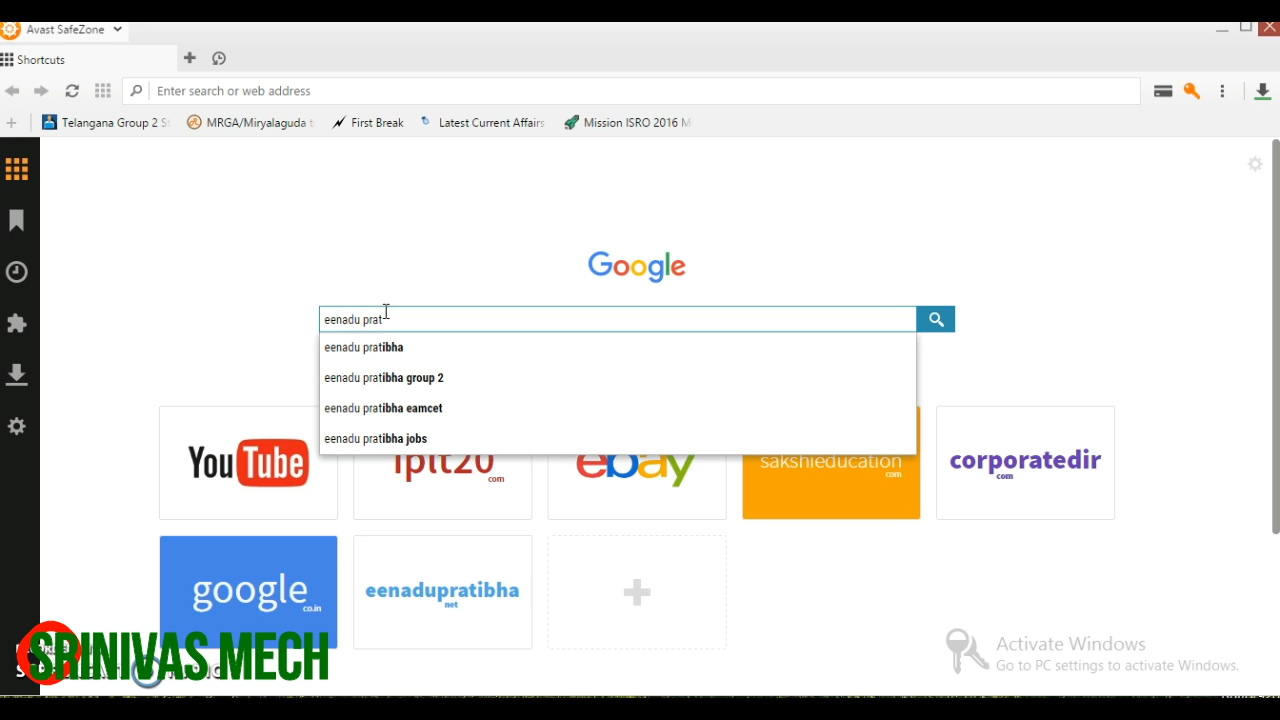 Avast SafeZone
Shortcuts
Enter search or web address
Telangana Group 2 S
MRGA/Miryalaguda t
First Break
Latest Current Affairs
Mission ISRO 2016 M
Google
eenadu prat
eenadu pratibha
eenadu pratibha group 2
eenadu pratibha eamcet
eenadu pratibha jobs
YouTube
iplt20
com
ebay
sakshieducation
com
corporatedir
com
google
co.in
eenadupratibha
net
SRINIVAS MECH
Activate Windows
Go to PC settings to activate Windows.